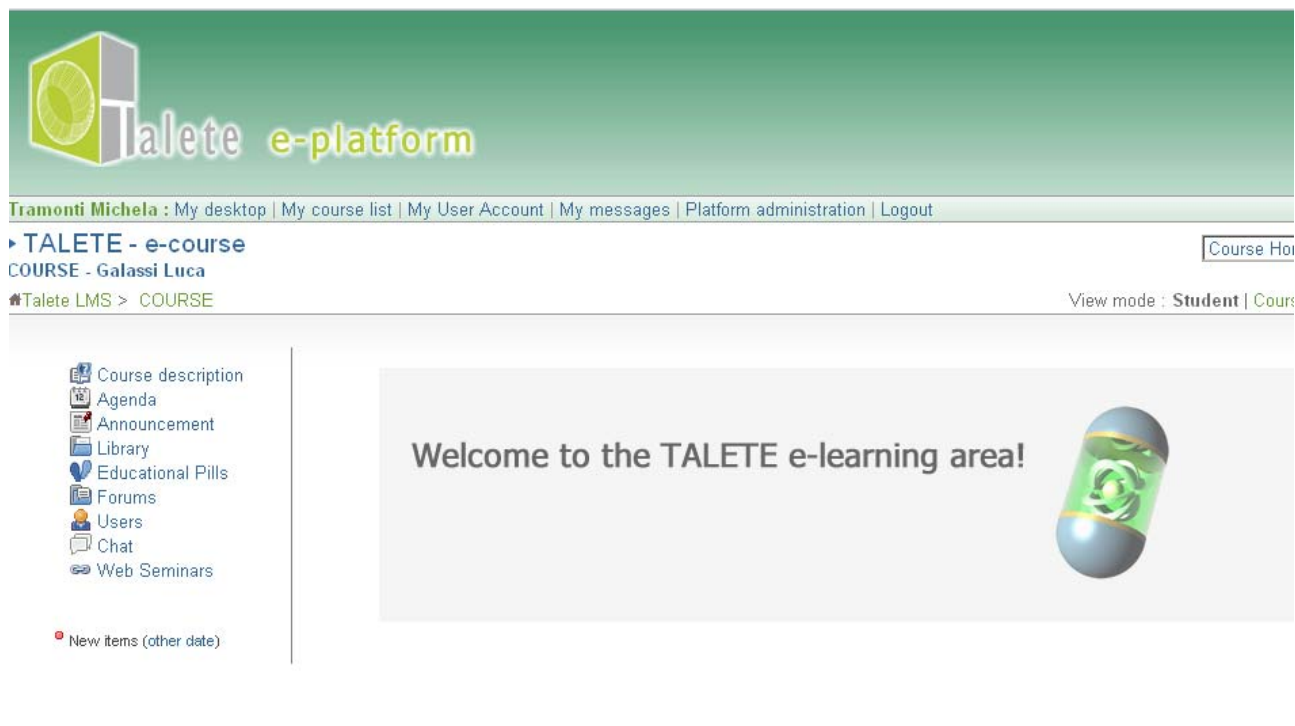 Talete e-platform
Tramonti Michela : My desktop | My course list | My User Account | My messages | Platform administration | Logout
TALETE - e-course
Course Hor
COURSE - Galassi Luca
Talete LMS > COURSE
View mode : Student | Cours
Course description
Agenda
Announcement
Library
Educational Pills
Forums
Users
Chat
Web Seminars
New items (other date)
Welcome to the TALETE e-learning area!